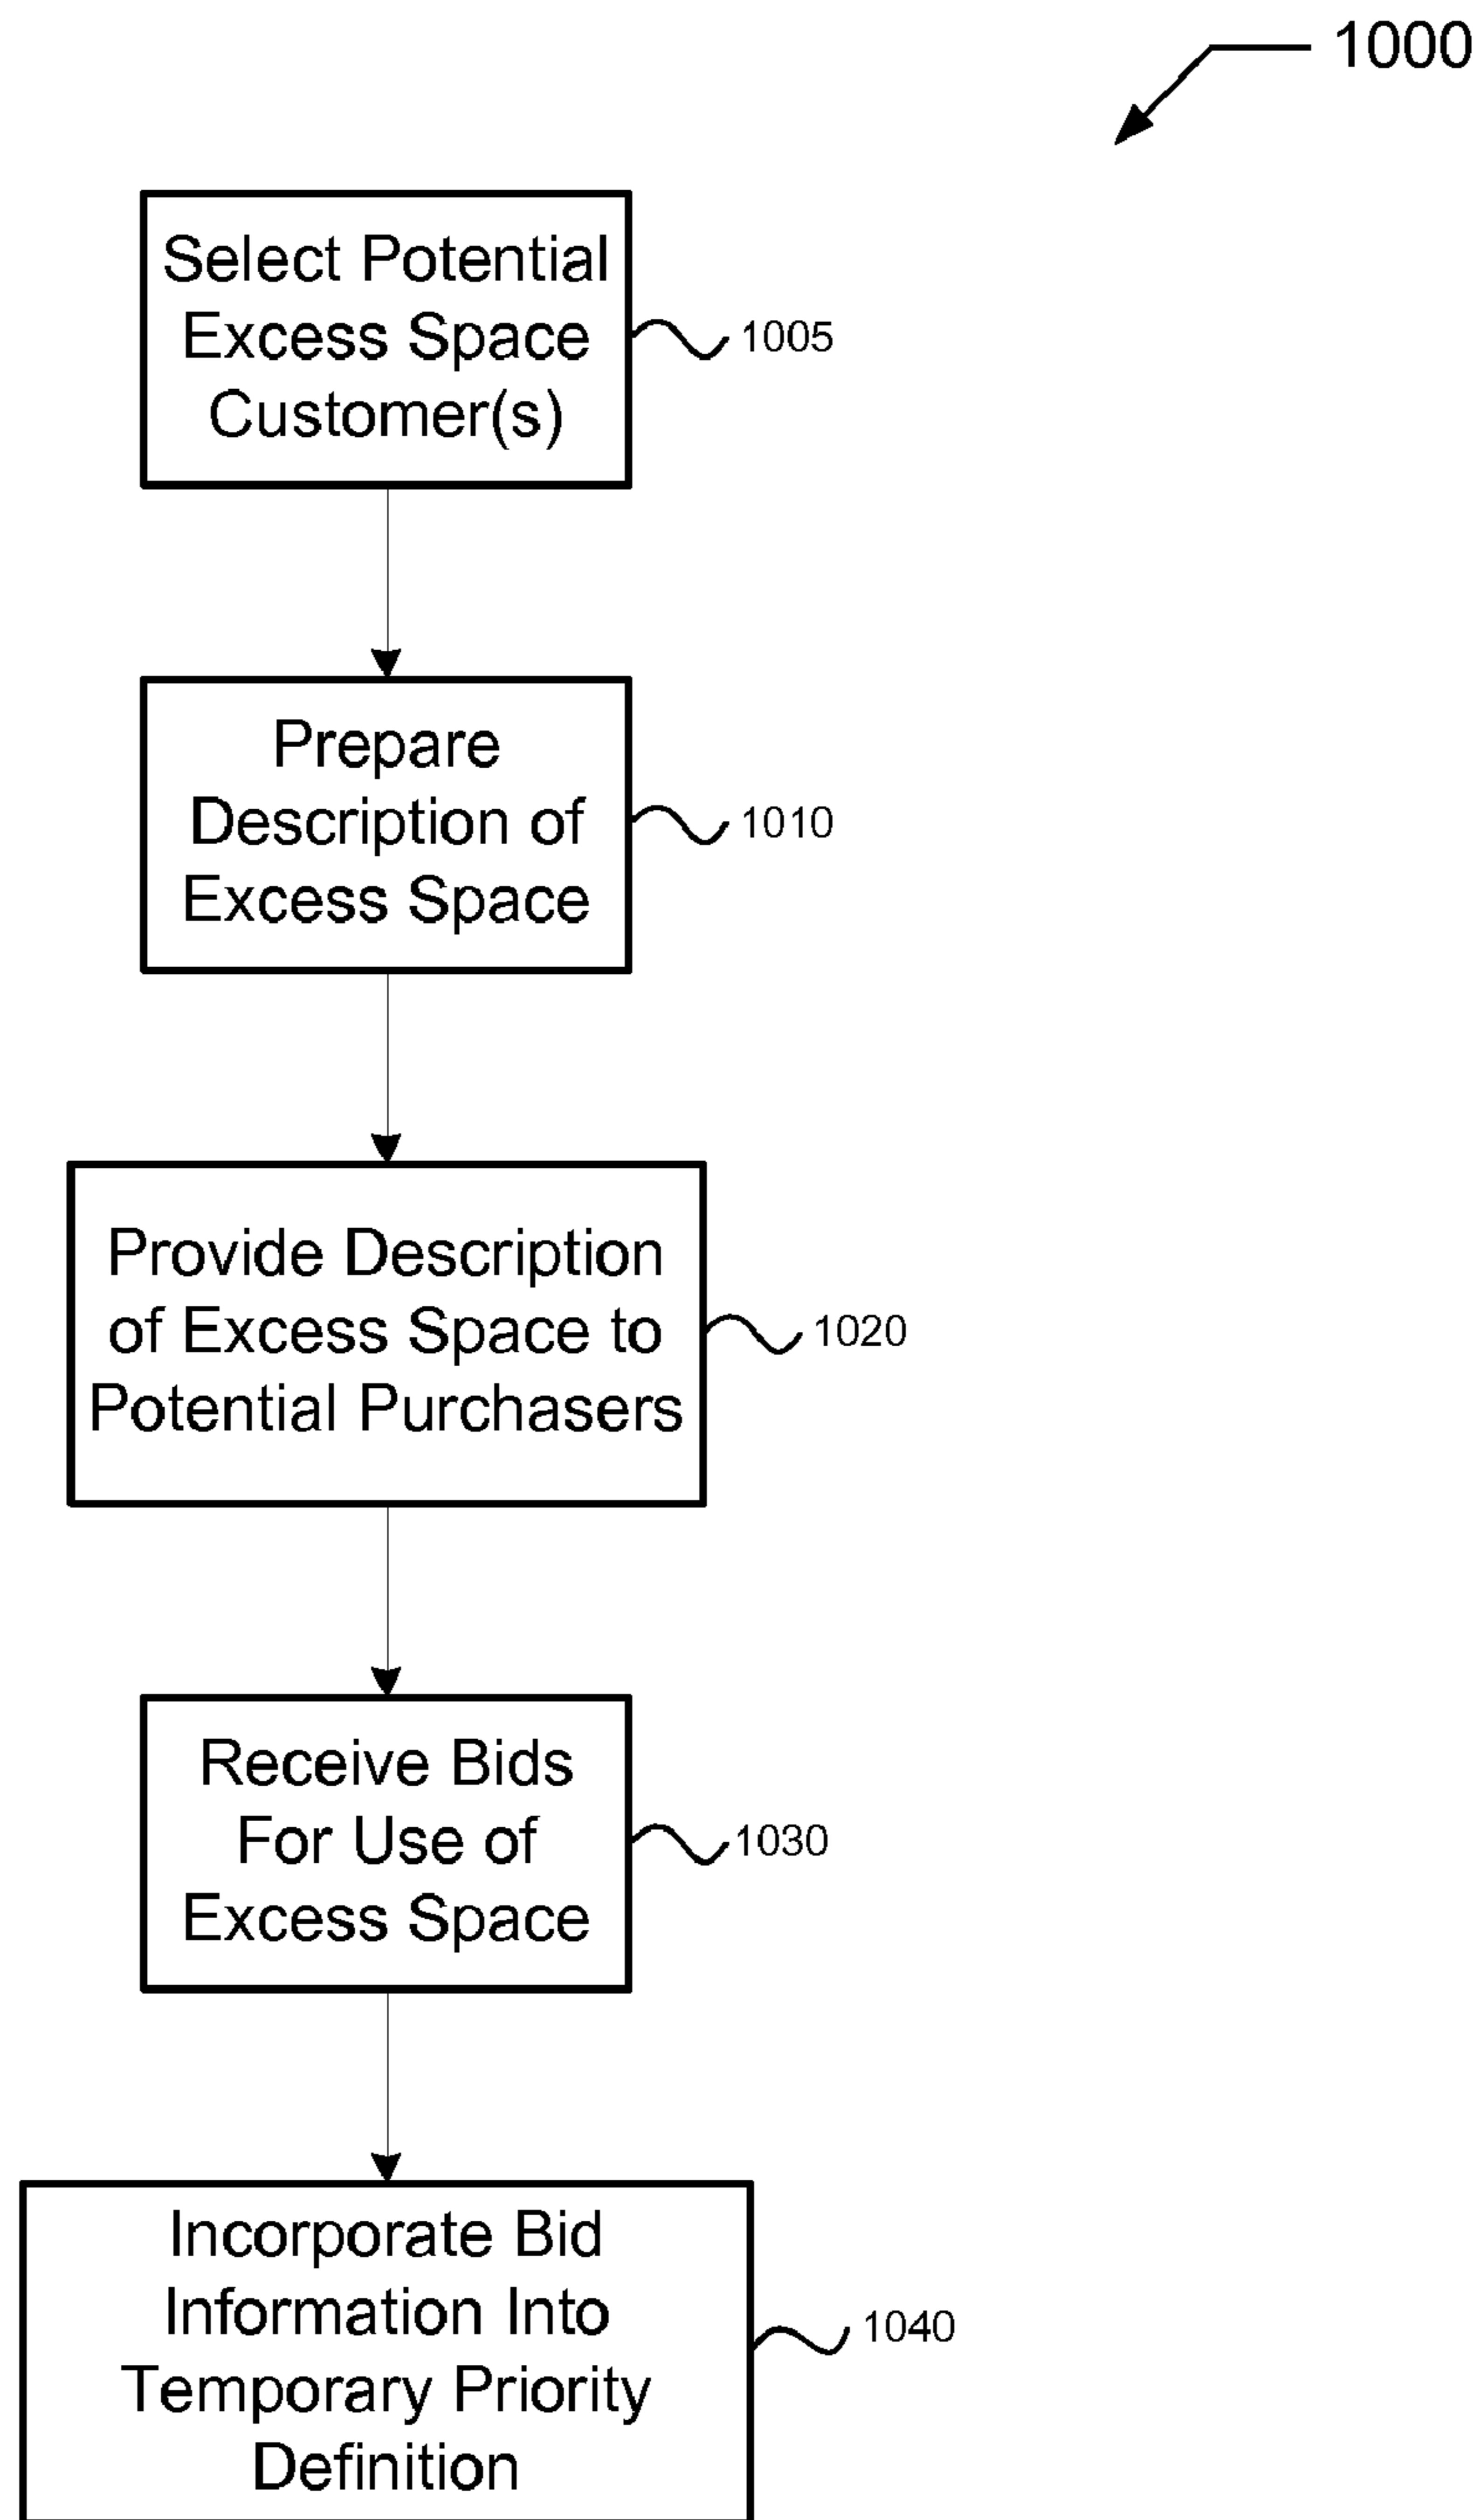 1000
Select Potential
Excess Space
Customer(s)
1005
Prepare
Description of
Excess Space
1010
Provide Description
of Excess Space to
Potential Purchasers
1020
Receive Bids
For Use of
Excess Space
1030
Incorporate Bid
Information Into
Temporary Priority
Definition
1040